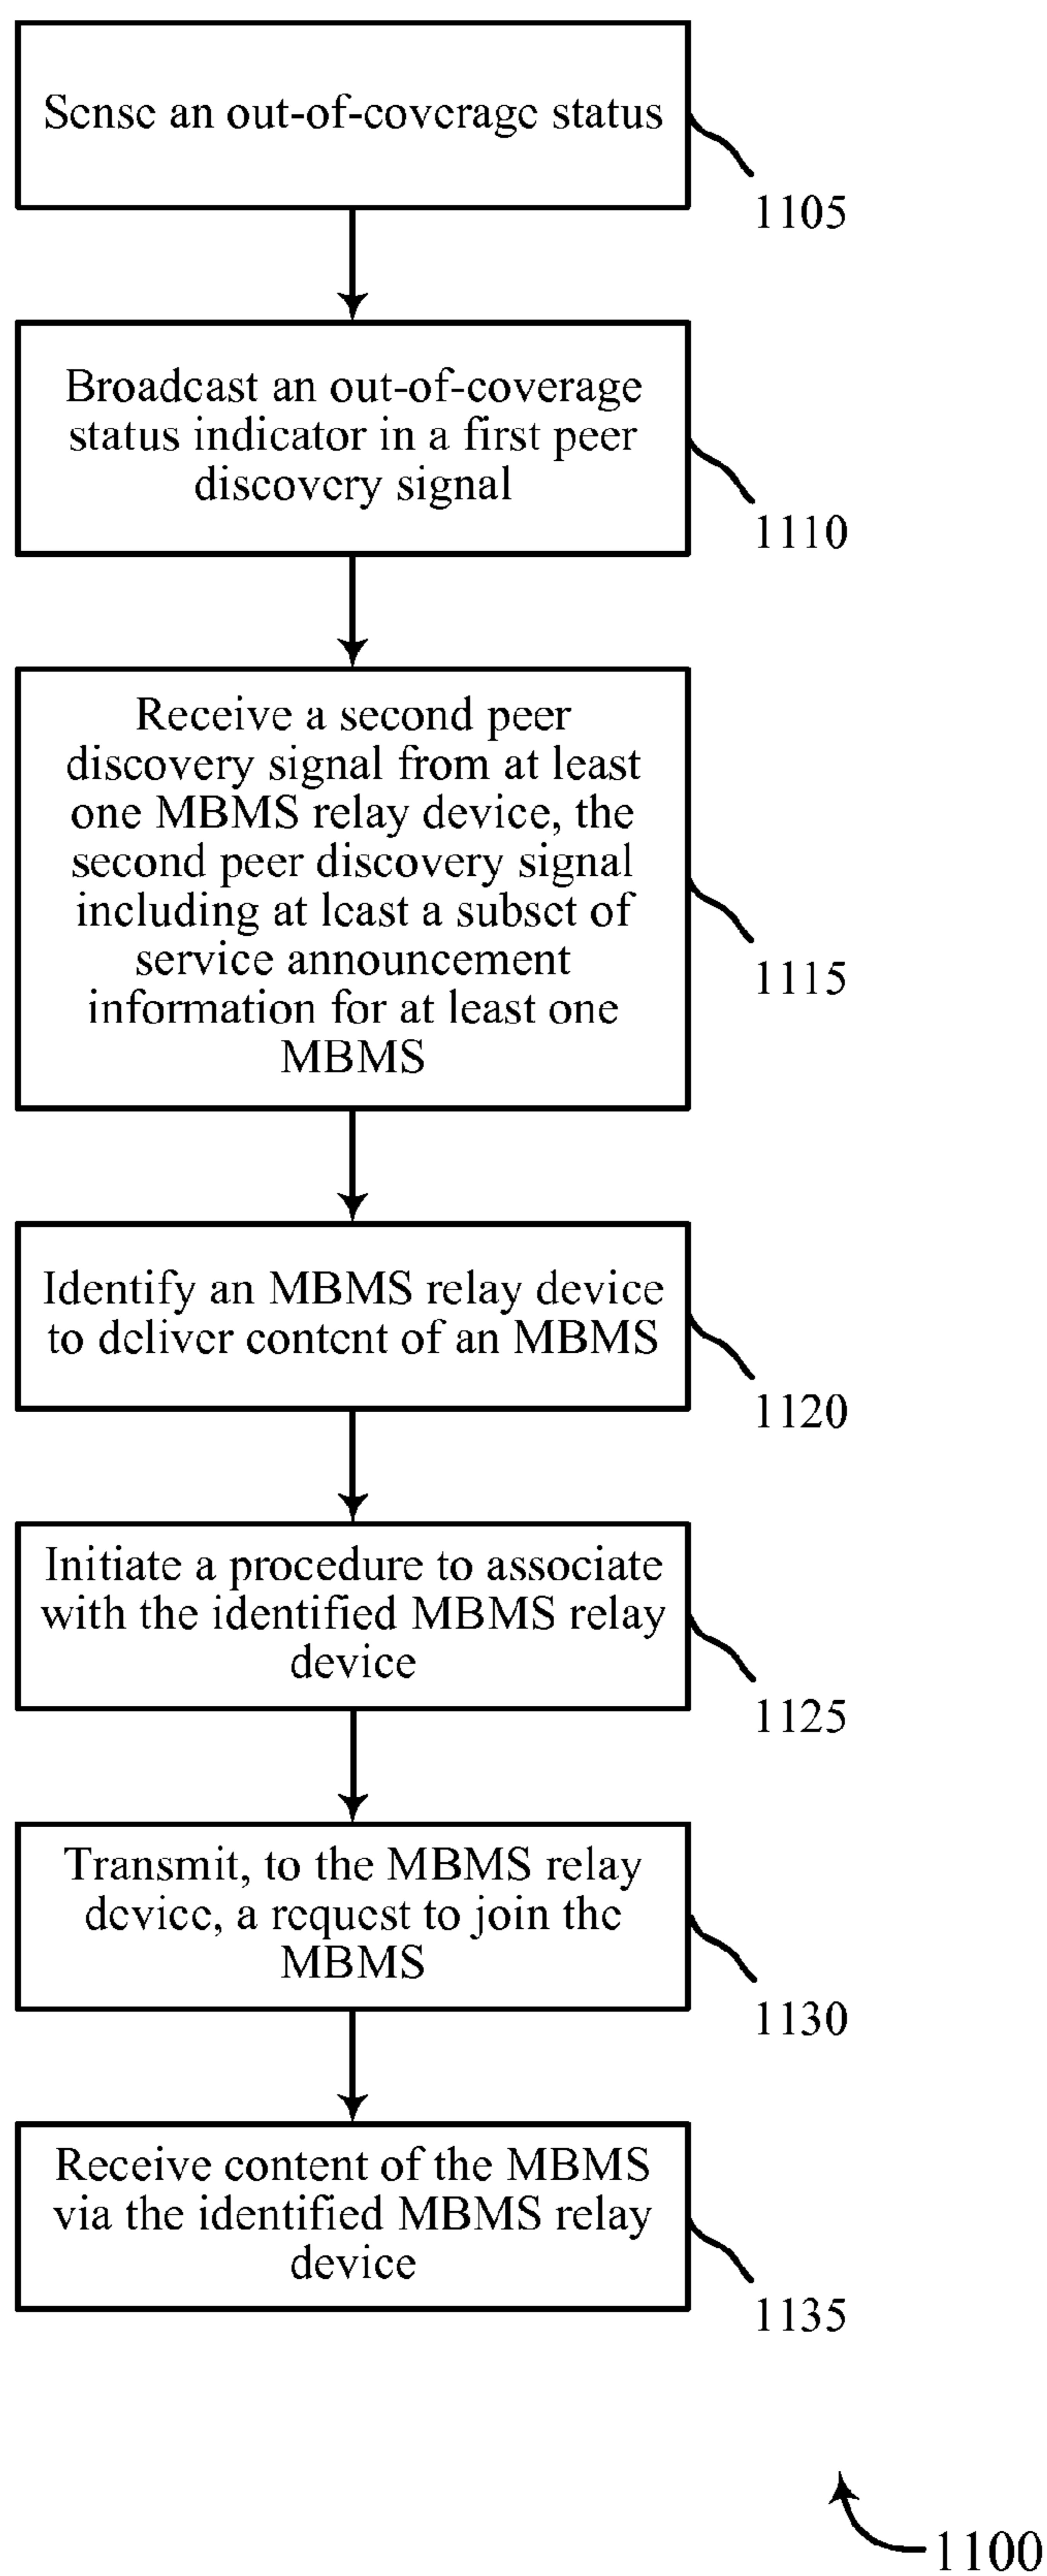 Sense an out-of-coverage status
1105
Broadcast an out-of-coverage
status indicator in a first peer
discovery signal
1110
Receive a second peer
discovery signal from at least
one MBMS relay device, the
second peer discovery signal
including at least a subset of
service announcement
information for at least one
MBMS
1115
Identify an MBMS relay device
to deliver content of an MBMS
1120
Initiate a procedure to associate
with the identified MBMS relay
device
1125
Transmit, to the MBMS relay
device, a request to join the
MBMS
1130
Receive content of the MBMS
via the identified MBMS relay
device
1135
1100